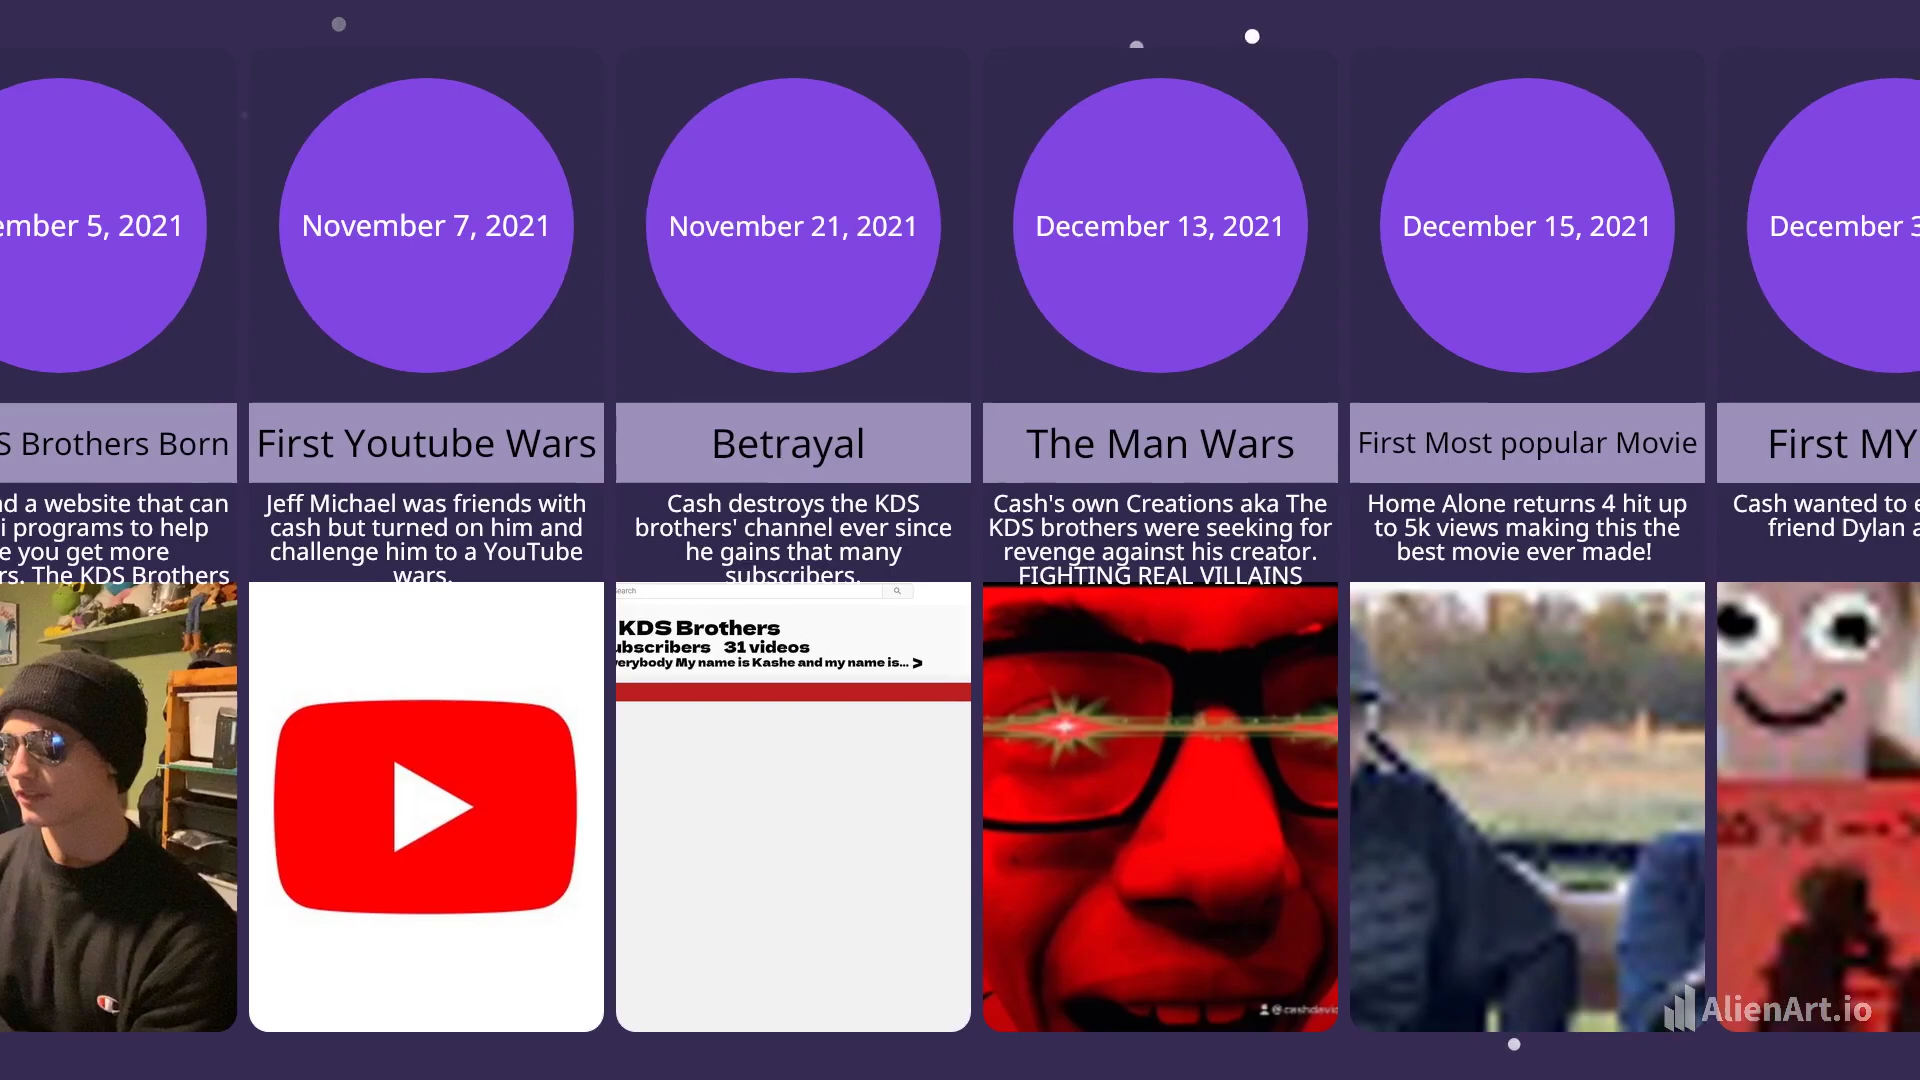 ember 5, 2021
S Brothers Born
nd a website that can
i programs to help
e you get more
rs. The KDS Brothers
November 7, 2021
First Youtube Wars
Jeff Michael was friends with
cash but turned on him and
challenge him to a YouTube
wars.
November 21, 2021
Betrayal
Cash destroys the KDS
brothers' channel ever since
he gains that many
subscribers.
earch
KDS Brothers
ubscribers 31 videos
verybody My name is Kashe and my name is... >
December 13, 2021
The Man Wars
Cash's own Creations aka The
KDS brothers were seeking for
revenge against his creator.
FIGHTING REAL VILLAINS
@cashdavid
December 15, 2021
First Most popular Movie
Home Alone returns 4 hit up
to 5k views making this the
best movie ever made!
December 3
First MY
Cash wanted to e
friend Dylan a
AlienArt.io